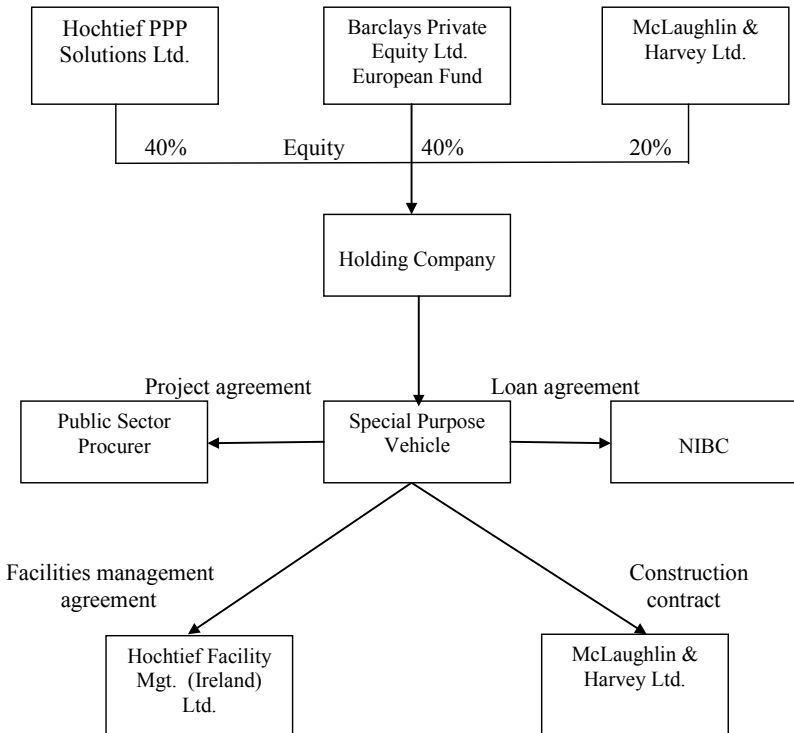 Hochtief PPP
Solutions Ltd.
Barclays Private
Equity Ltd.
European Fund
McLaughlin &
Harvey Ltd.
40% Equity 40% 20%
Holding Company
Project agreement Loan agreement
Public Sector
Procurer
Special Purpose
Vehicle
NIBC
Facilities management
agreement
Construction
contract
Hochtief Facility
Mgt. (Ireland)
Ltd.
McLaughlin &
Harvey Ltd.